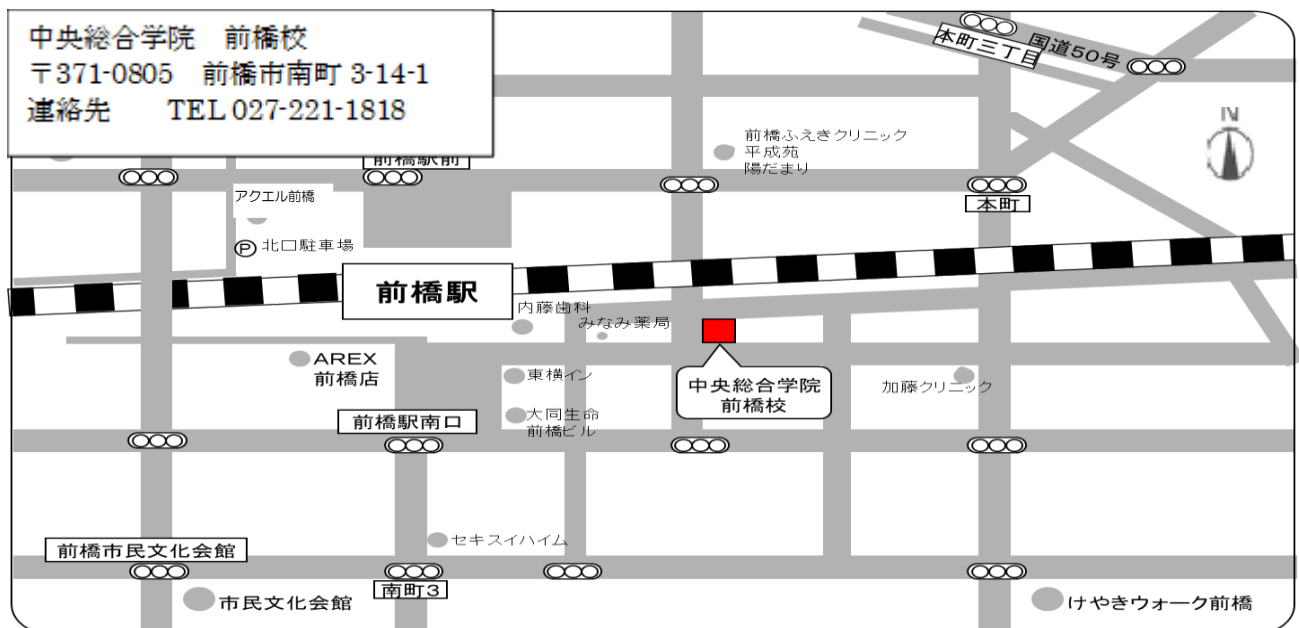 中央総合学院　前橋校
〒371-0805　前橋市南町 3-14-1
連絡先　　TEL 027-221-1818
本町三丁目
国道50号
N
前橋ふえきクリニック
平成苑
陽だまり
前橋駅前
アクエル前橋
本町
P 北口駐車場
前橋駅
内藤歯科
みなみ薬局
AREX
前橋店
東横イン
中央総合学院
前橋校
加藤クリニック
前橋駅南口
大同生命
前橋ビル
セキスイハイム
前橋市民文化会館
南町3
市民文化会館
けやきウォーク前橋